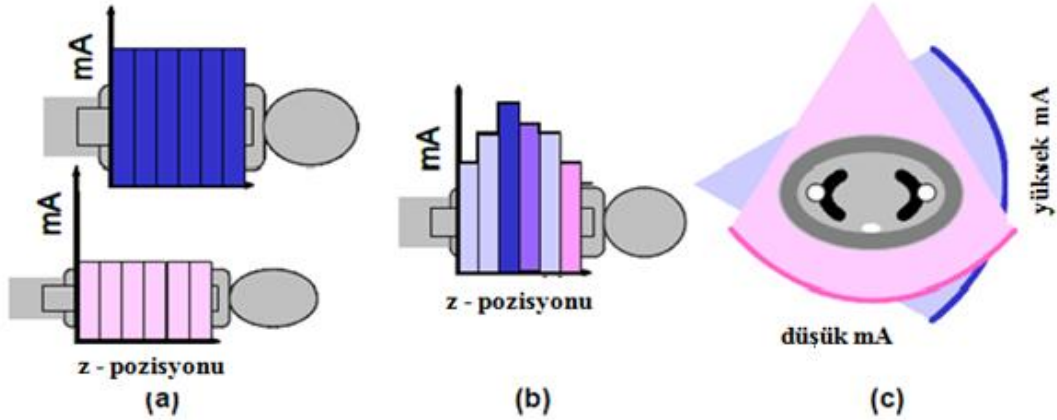 mA
mA
z - pozisyonu
(a)
mA
z - pozisyonu
(b)
yüksek mA
düşük mA
(c)